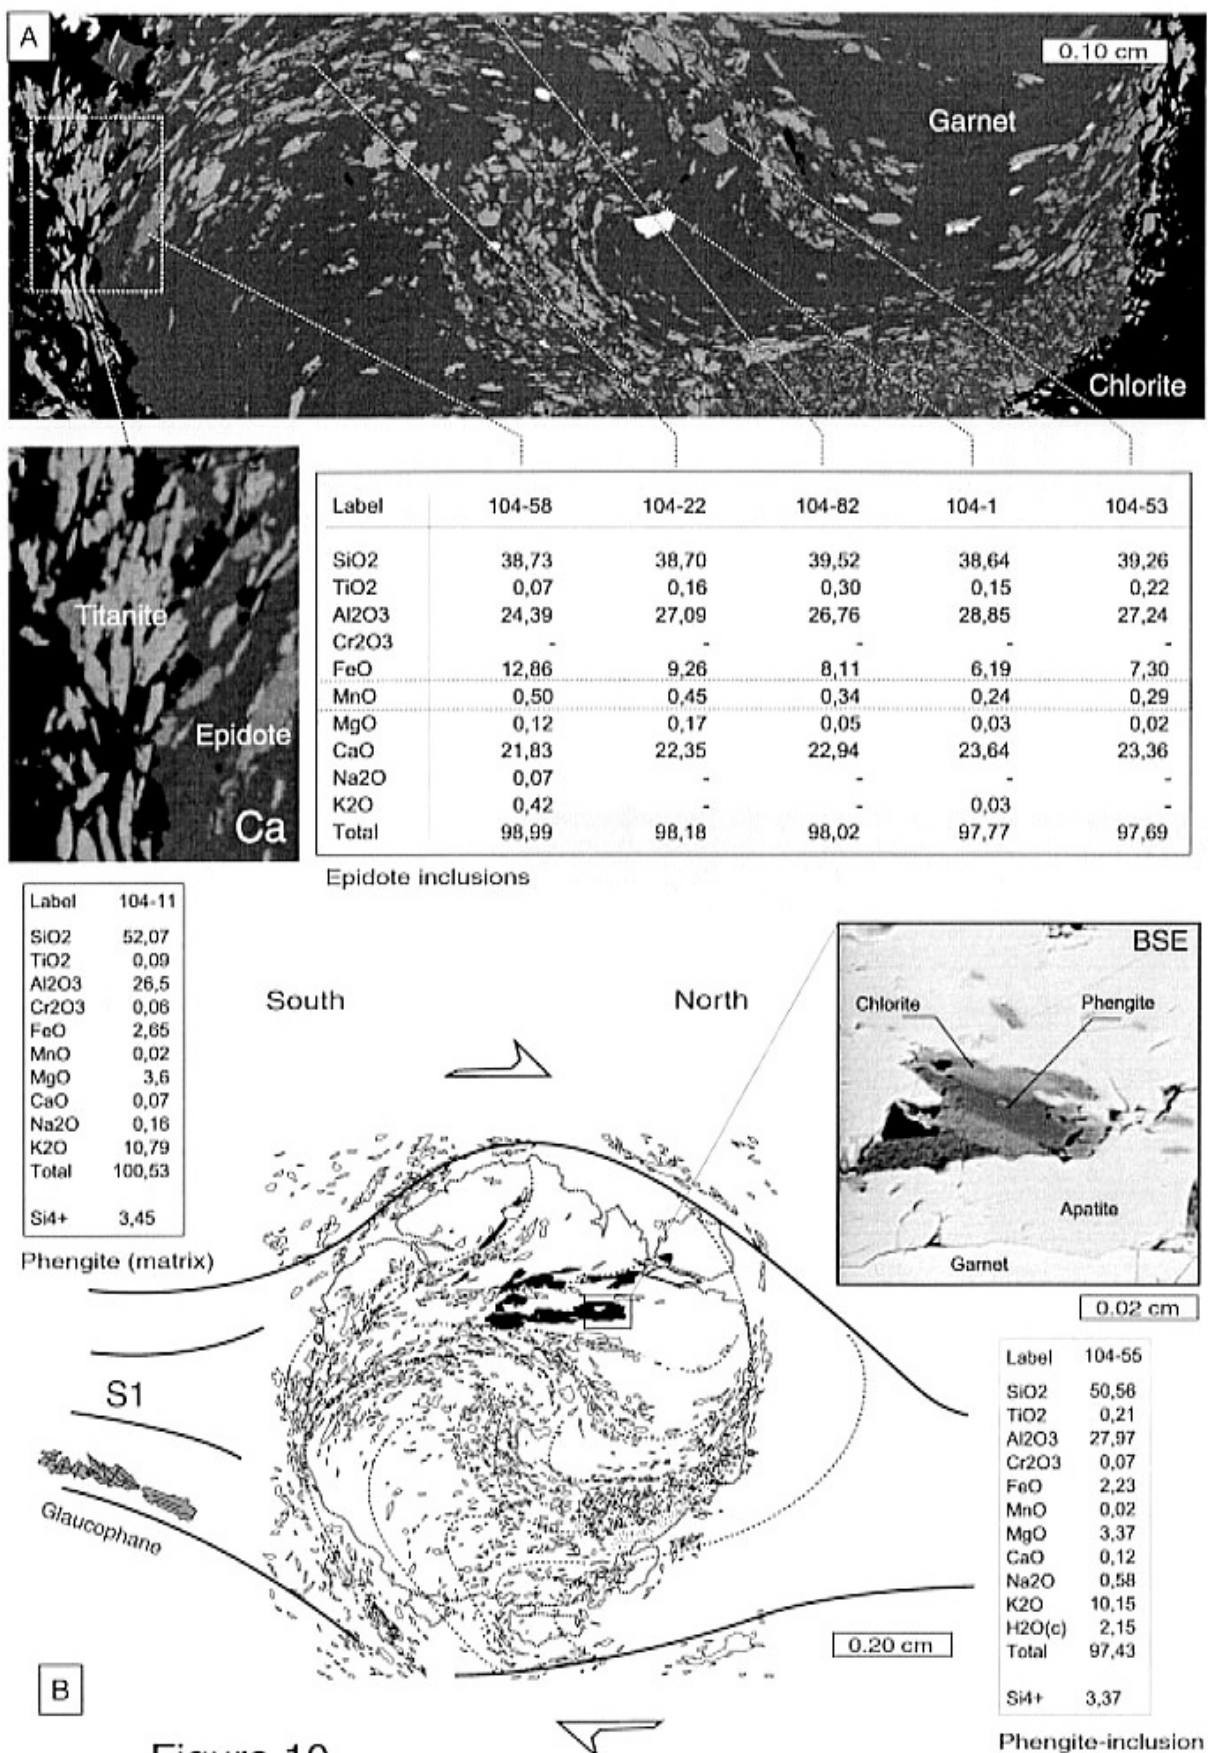 A
0.10 cm
Garnet
Chlorite
Titanite
Epidote
Ca
Label 104-58 104-22 104-82 104-1 104-53
SiO2 38,73 38,70 39,52 38,64 39,26
TiO2 0,07 0,16 0,30 0,15 0,22
Al2O3 24,39 27,09 26,76 28,85 27,24
Cr2O3 - - - - -
FeO 12,86 9,26 8,11 6,19 7,30
MnO 0,50 0,45 0,34 0,24 0,29
MgO 0,12 0,17 0,05 0,03 0,02
CaO 21,83 22,35 22,94 23,64 23,36
Na2O 0,07 - - - -
K2O 0,42 - - 0,03 -
Total 98,99 98,18 98,02 97,77 97,69
Epidote inclusions
Label 104-11
SiO2 52,07
TiO2 0,09
Al2O3 26,5
Cr2O3 0,06
FeO 2,65
MnO 0,02
MgO 3,6
CaO 0,07
Na2O 0,16
K2O 10,79
Total 100,53
Si4+ 3,45
Phengite (matrix)
South North
BSE
Chlorite Phengite
Apatite
Garnet
0.02 cm
S1
Glaucophane
0.20 cm
Label 104-55
SiO2 50,56
TiO2 0,21
Al2O3 27,97
Cr2O3 0,07
FeO 2,23
MnO 0,02
MgO 3,37
CaO 0,12
Na2O 0,58
K2O 10,15
H2O(c) 2,15
Total 97,43
Si4+ 3,37
Phengite-inclusion
B
Figure 10